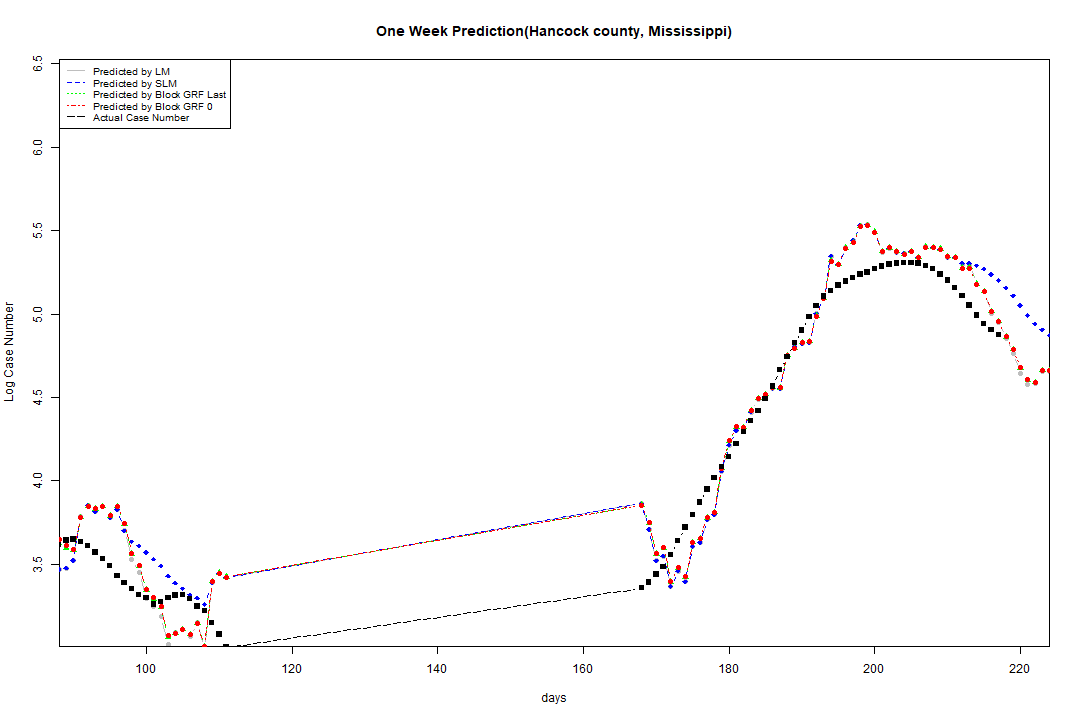 One Week Prediction(Hancock county, Mississippi)
Predicted by LM
Predicted by SLM
Predicted by Block GRF Last
Predicted by Block GRF 0
Actual Case Number
6.5
6.0
5.5
5.0
4.5
4.0
3.5
Log Case Number
100 120 140 160 180 200 220
days